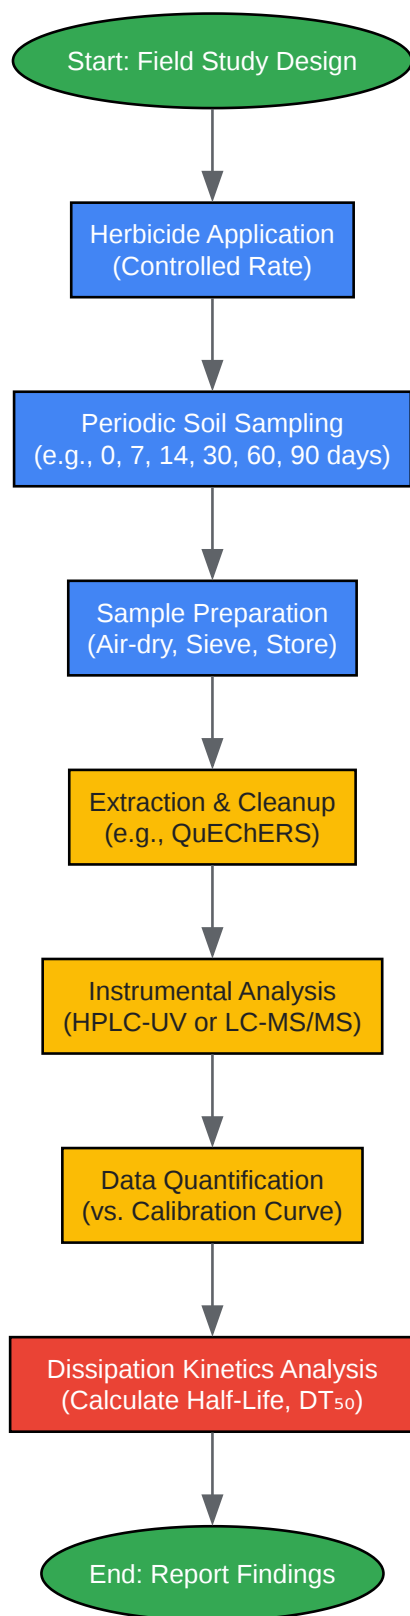 Start: Field Study Design
Herbicide Application
(Controlled Rate)
Periodic Soil Sampling
(e.g., 0, 7, 14, 30, 60, 90 days)
Sample Preparation
(Air-dry, Sieve, Store)
Extraction & Cleanup
(e.g., QuEChERS)
Instrumental Analysis
(HPLC-UV or LC-MS/MS)
Data Quantification
(vs. Calibration Curve)
Dissipation Kinetics Analysis
(Calculate Half-Life, DT₅₀)
End: Report Findings